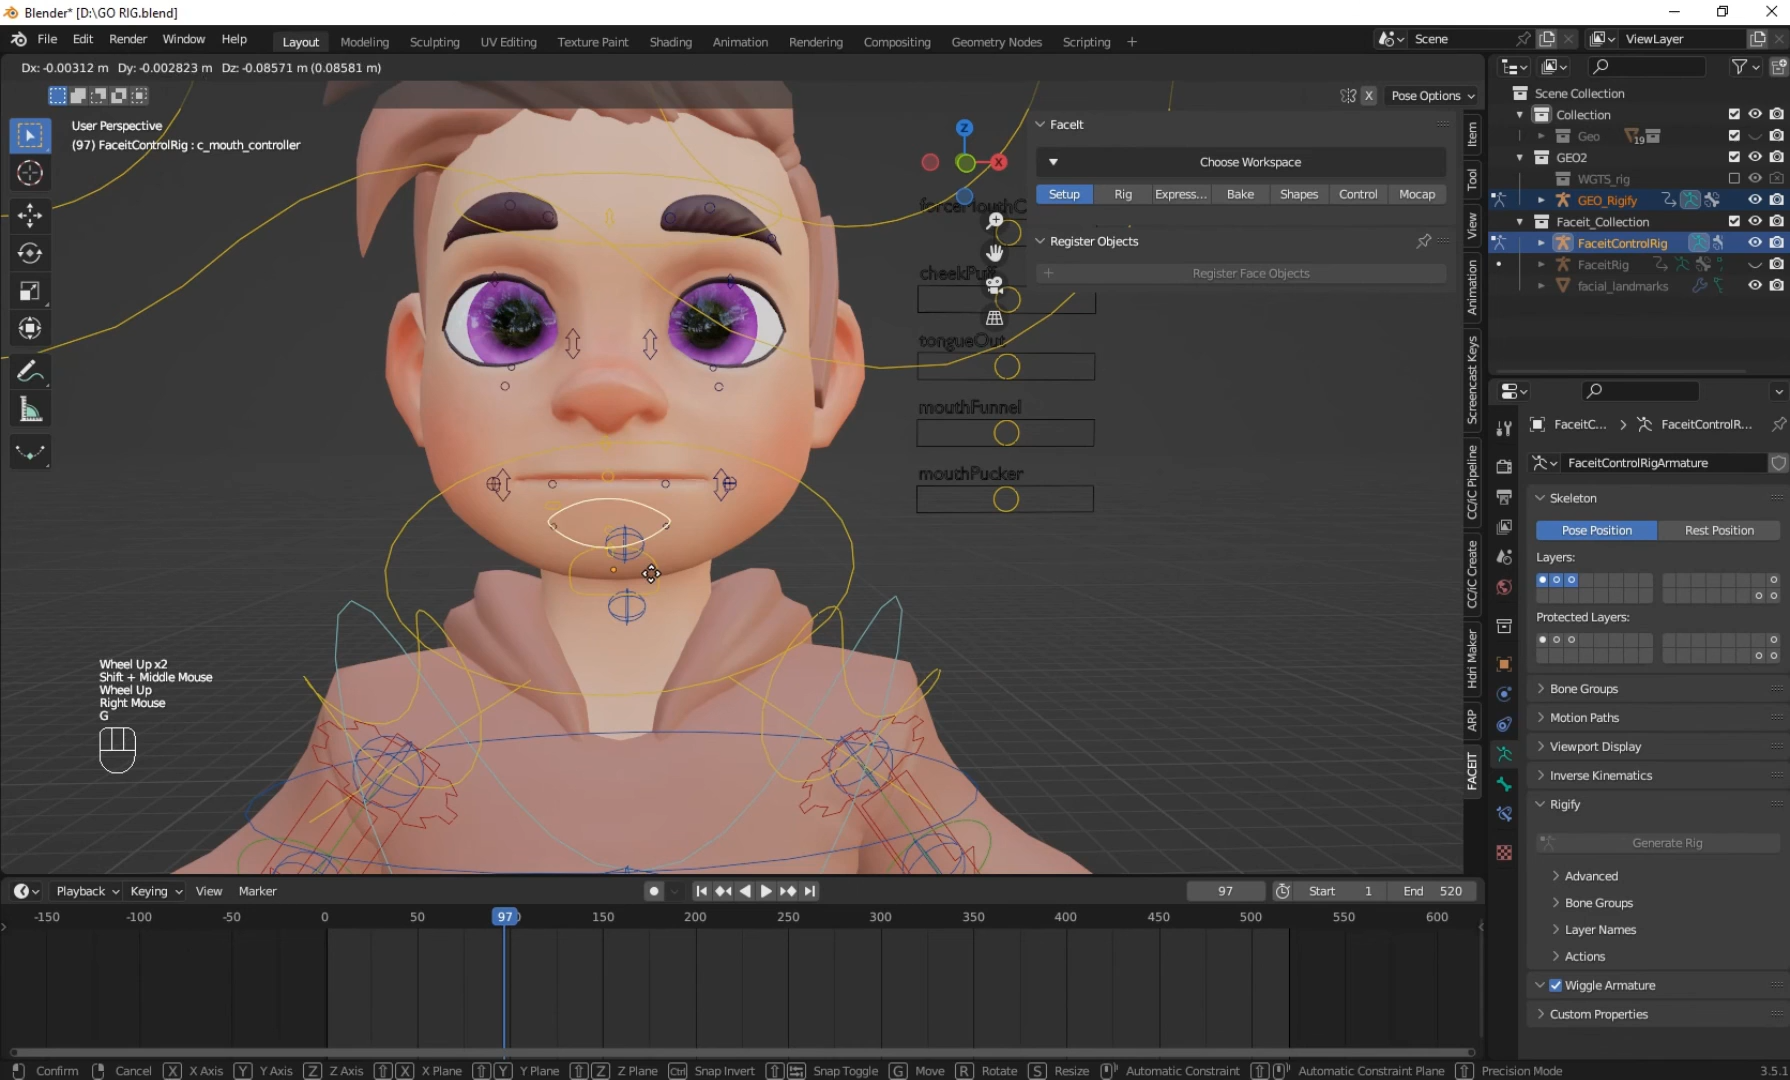 Blender* [D:\GO RIG.blend]
File Edit Render Window Help
Layout Modeling Sculpting UV Editing Texture Paint Shading Animation Rendering Compositing Geometry Nodes Scripting +
Scene
ViewLayer
Dx: -0.00312 m Dy: -0.002823 m Dz: -0.08571 m (0.08581 m)
X Pose Options
User Perspective
(97) FaceitControlRig : c_mouth_controller
Z
X
FaceIt
Choose Workspace
Setup Rig Express... Bake Shapes Control Mocap
Register Objects
Register Face Objects
forceMouthC
cheekPuff
tongueOut
mouthFunnel
mouthPucker
Item
Tool
View
Animation
Screencast Keys
CC/iC Pipeline
CC/iC Create
Hdri Maker
ARP
FACEIT
Scene Collection
Collection
Geo 19
GEO2
WGTS_rig
GEO_Rigify
Faceit_Collection
FaceitControlRig
FaceitRig
facial_landmarks
FaceitC... FaceitControlR...
FaceitControlRigArmature
Skeleton
Pose Position Rest Position
Layers:
Protected Layers:
Bone Groups
Motion Paths
Viewport Display
Inverse Kinematics
Rigify
Generate Rig
Advanced
Bone Groups
Layer Names
Actions
Wiggle Armature
Custom Properties
Wheel Up x2
Shift + Middle Mouse
Wheel Up
Right Mouse
G
Playback Keying View Marker
97 Start 1 End 520
-150 -100 -50 0 50 97 150 200 250 300 350 400 450 500 550 600
Confirm Cancel X X Axis Y Y Axis Z Z Axis X X Plane Y Y Plane Z Z Plane Ctrl Snap Invert Snap Toggle G Move R Rotate S Resize Automatic Constraint Automatic Constraint Plane Precision Mode
3.5.1